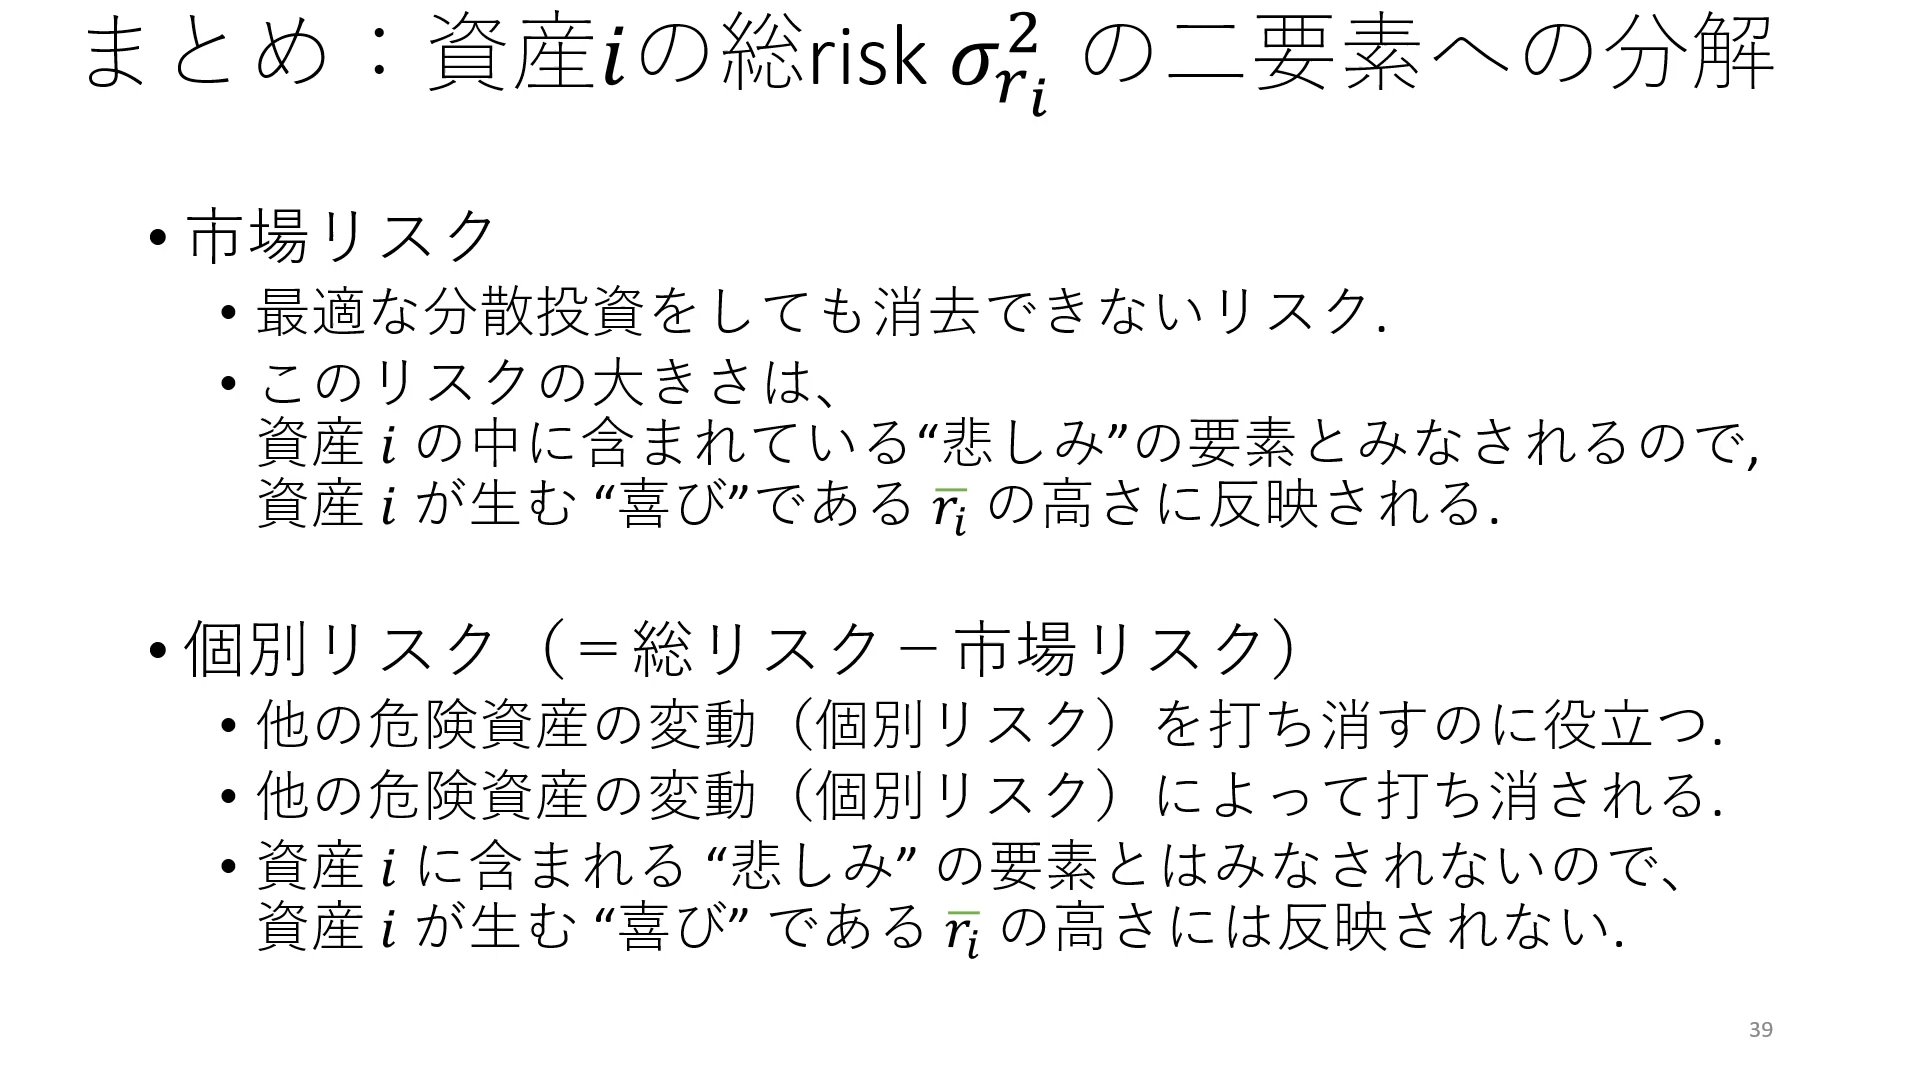 まとめ：資産iの総risk σ²_{r_i} の二要素への分解
• 市場リスク
• 最適な分散投資をしても消去できないリスク.
• このリスクの大きさは、
資産 i の中に含まれている“悲しみ”の要素とみなされるので,
資産 i が生む “喜び”である r̅_i の高さに反映される.
• 個別リスク（＝総リスク－市場リスク）
• 他の危険資産の変動（個別リスク）を打ち消すのに役立つ.
• 他の危険資産の変動（個別リスク）によって打ち消される.
• 資産 i に含まれる “悲しみ” の要素とはみなされないので、
資産 i が生む “喜び” である r̅_i の高さには反映されない.
39